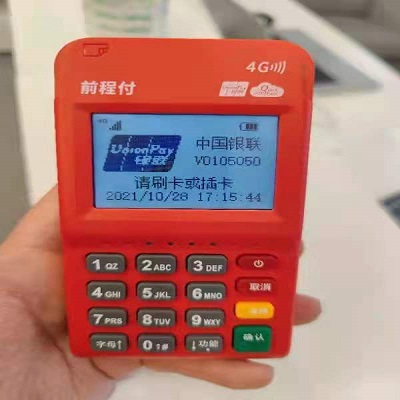 4G
前程付
4G
UnionPay
银联
中国银联
V0105050
请刷卡或插卡
2021/10/28 17:15:44
1 QZ 2 ABC 3 DEF
4 GHI 5 JKL 6 MNO 取消
7 PRS 8 TUV 9 WXY
字母↑ 0 1# ↓功能 确认